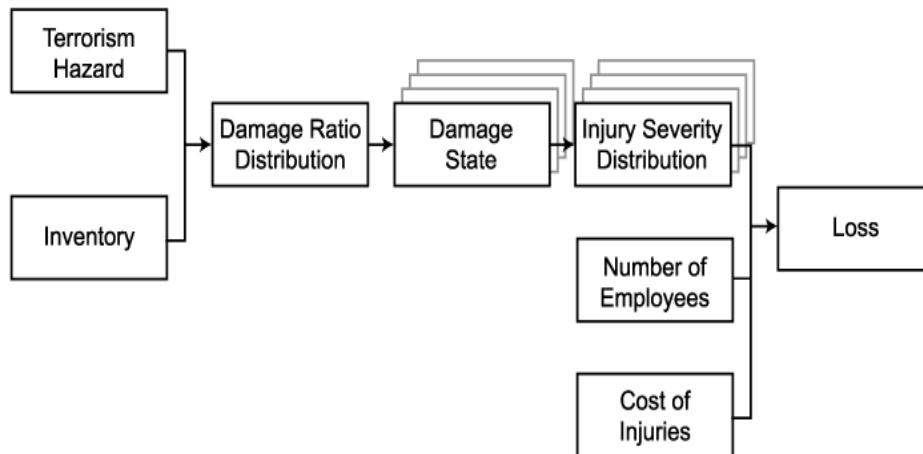 Terrorism
Hazard
Inventory
Damage Ratio
Distribution
Damage
State
Injury Severity
Distribution
Number of
Employees
Cost of
Injuries
Loss